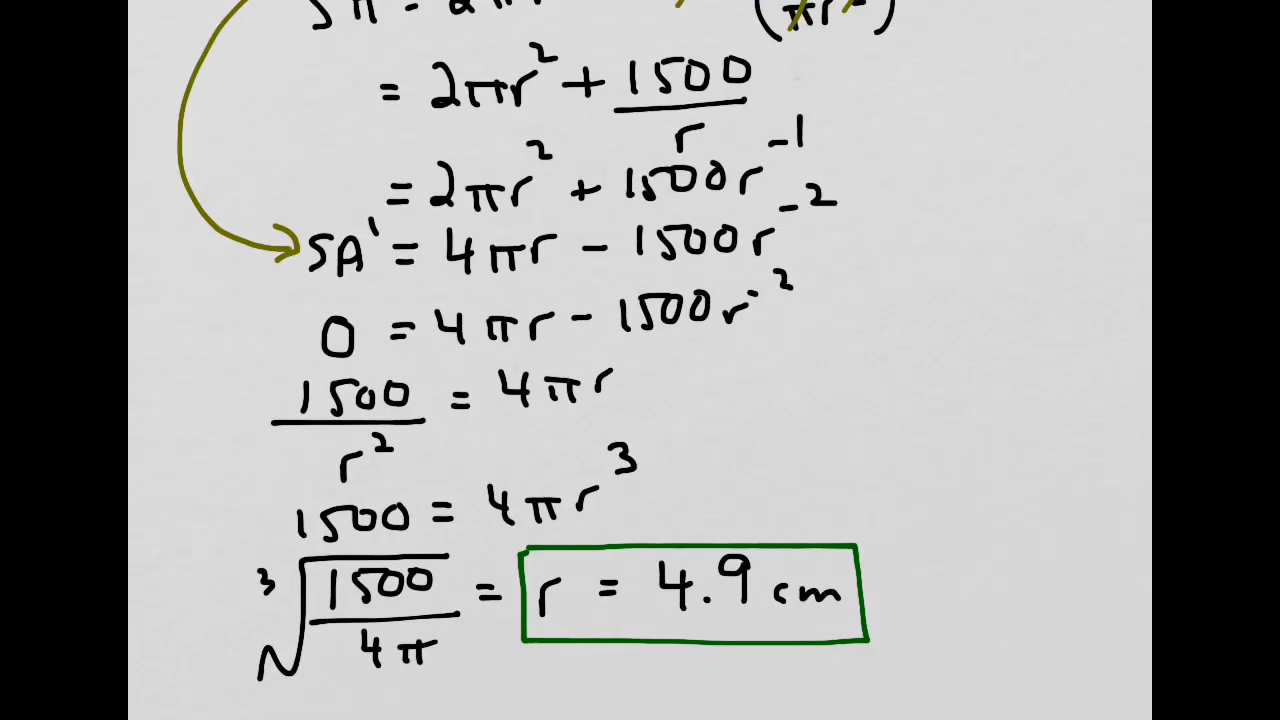 = 2πr² + 1500/r
= 2πr² + 1500r⁻¹
SA' = 4πr - 1500r⁻²
0 = 4πr - 1500r⁻²
1500/r² = 4πr
1500 = 4πr³
∛(1500/4π) = r = 4.9 cm